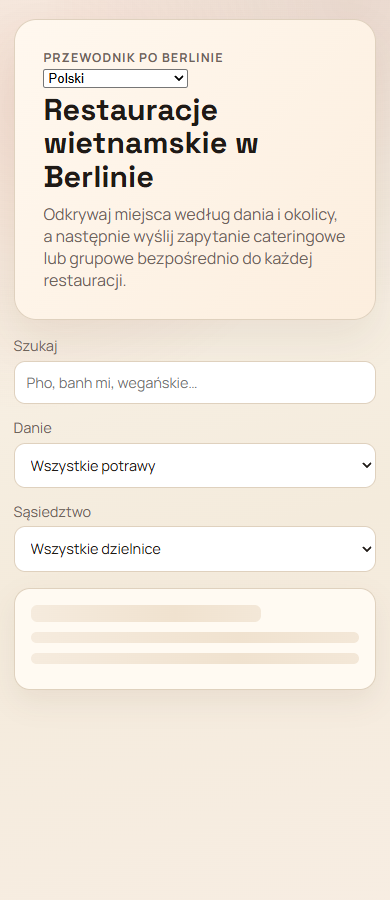 PRZEWODNIK PO BERLINIE
Polski
Restauracje
wietnamskie w
Berlinie
Odkrywaj miejsca według dania i okolicy,
a następnie wyślij zapytanie cateringowe
lub grupowe bezpośrednio do każdej
restauracji.
Szukaj
Pho, banh mi, wegańskie...
Danie
Wszystkie potrawy
Sąsiedztwo
Wszystkie dzielnice